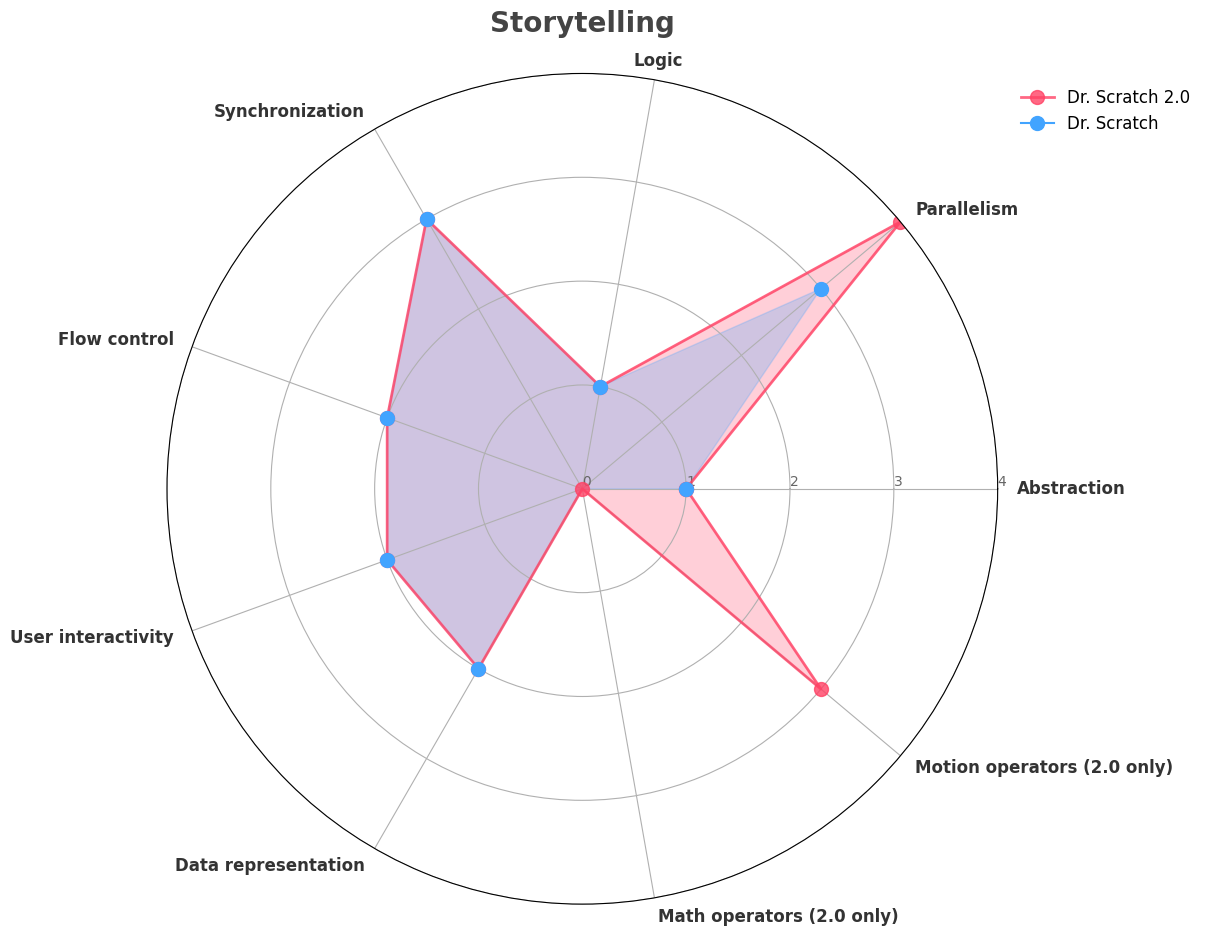 Storytelling
Logic
Dr. Scratch 2.0
Dr. Scratch
Synchronization
Parallelism
Flow control
0
1
2
3
4
Abstraction
User interactivity
Motion operators (2.0 only)
Data representation
Math operators (2.0 only)